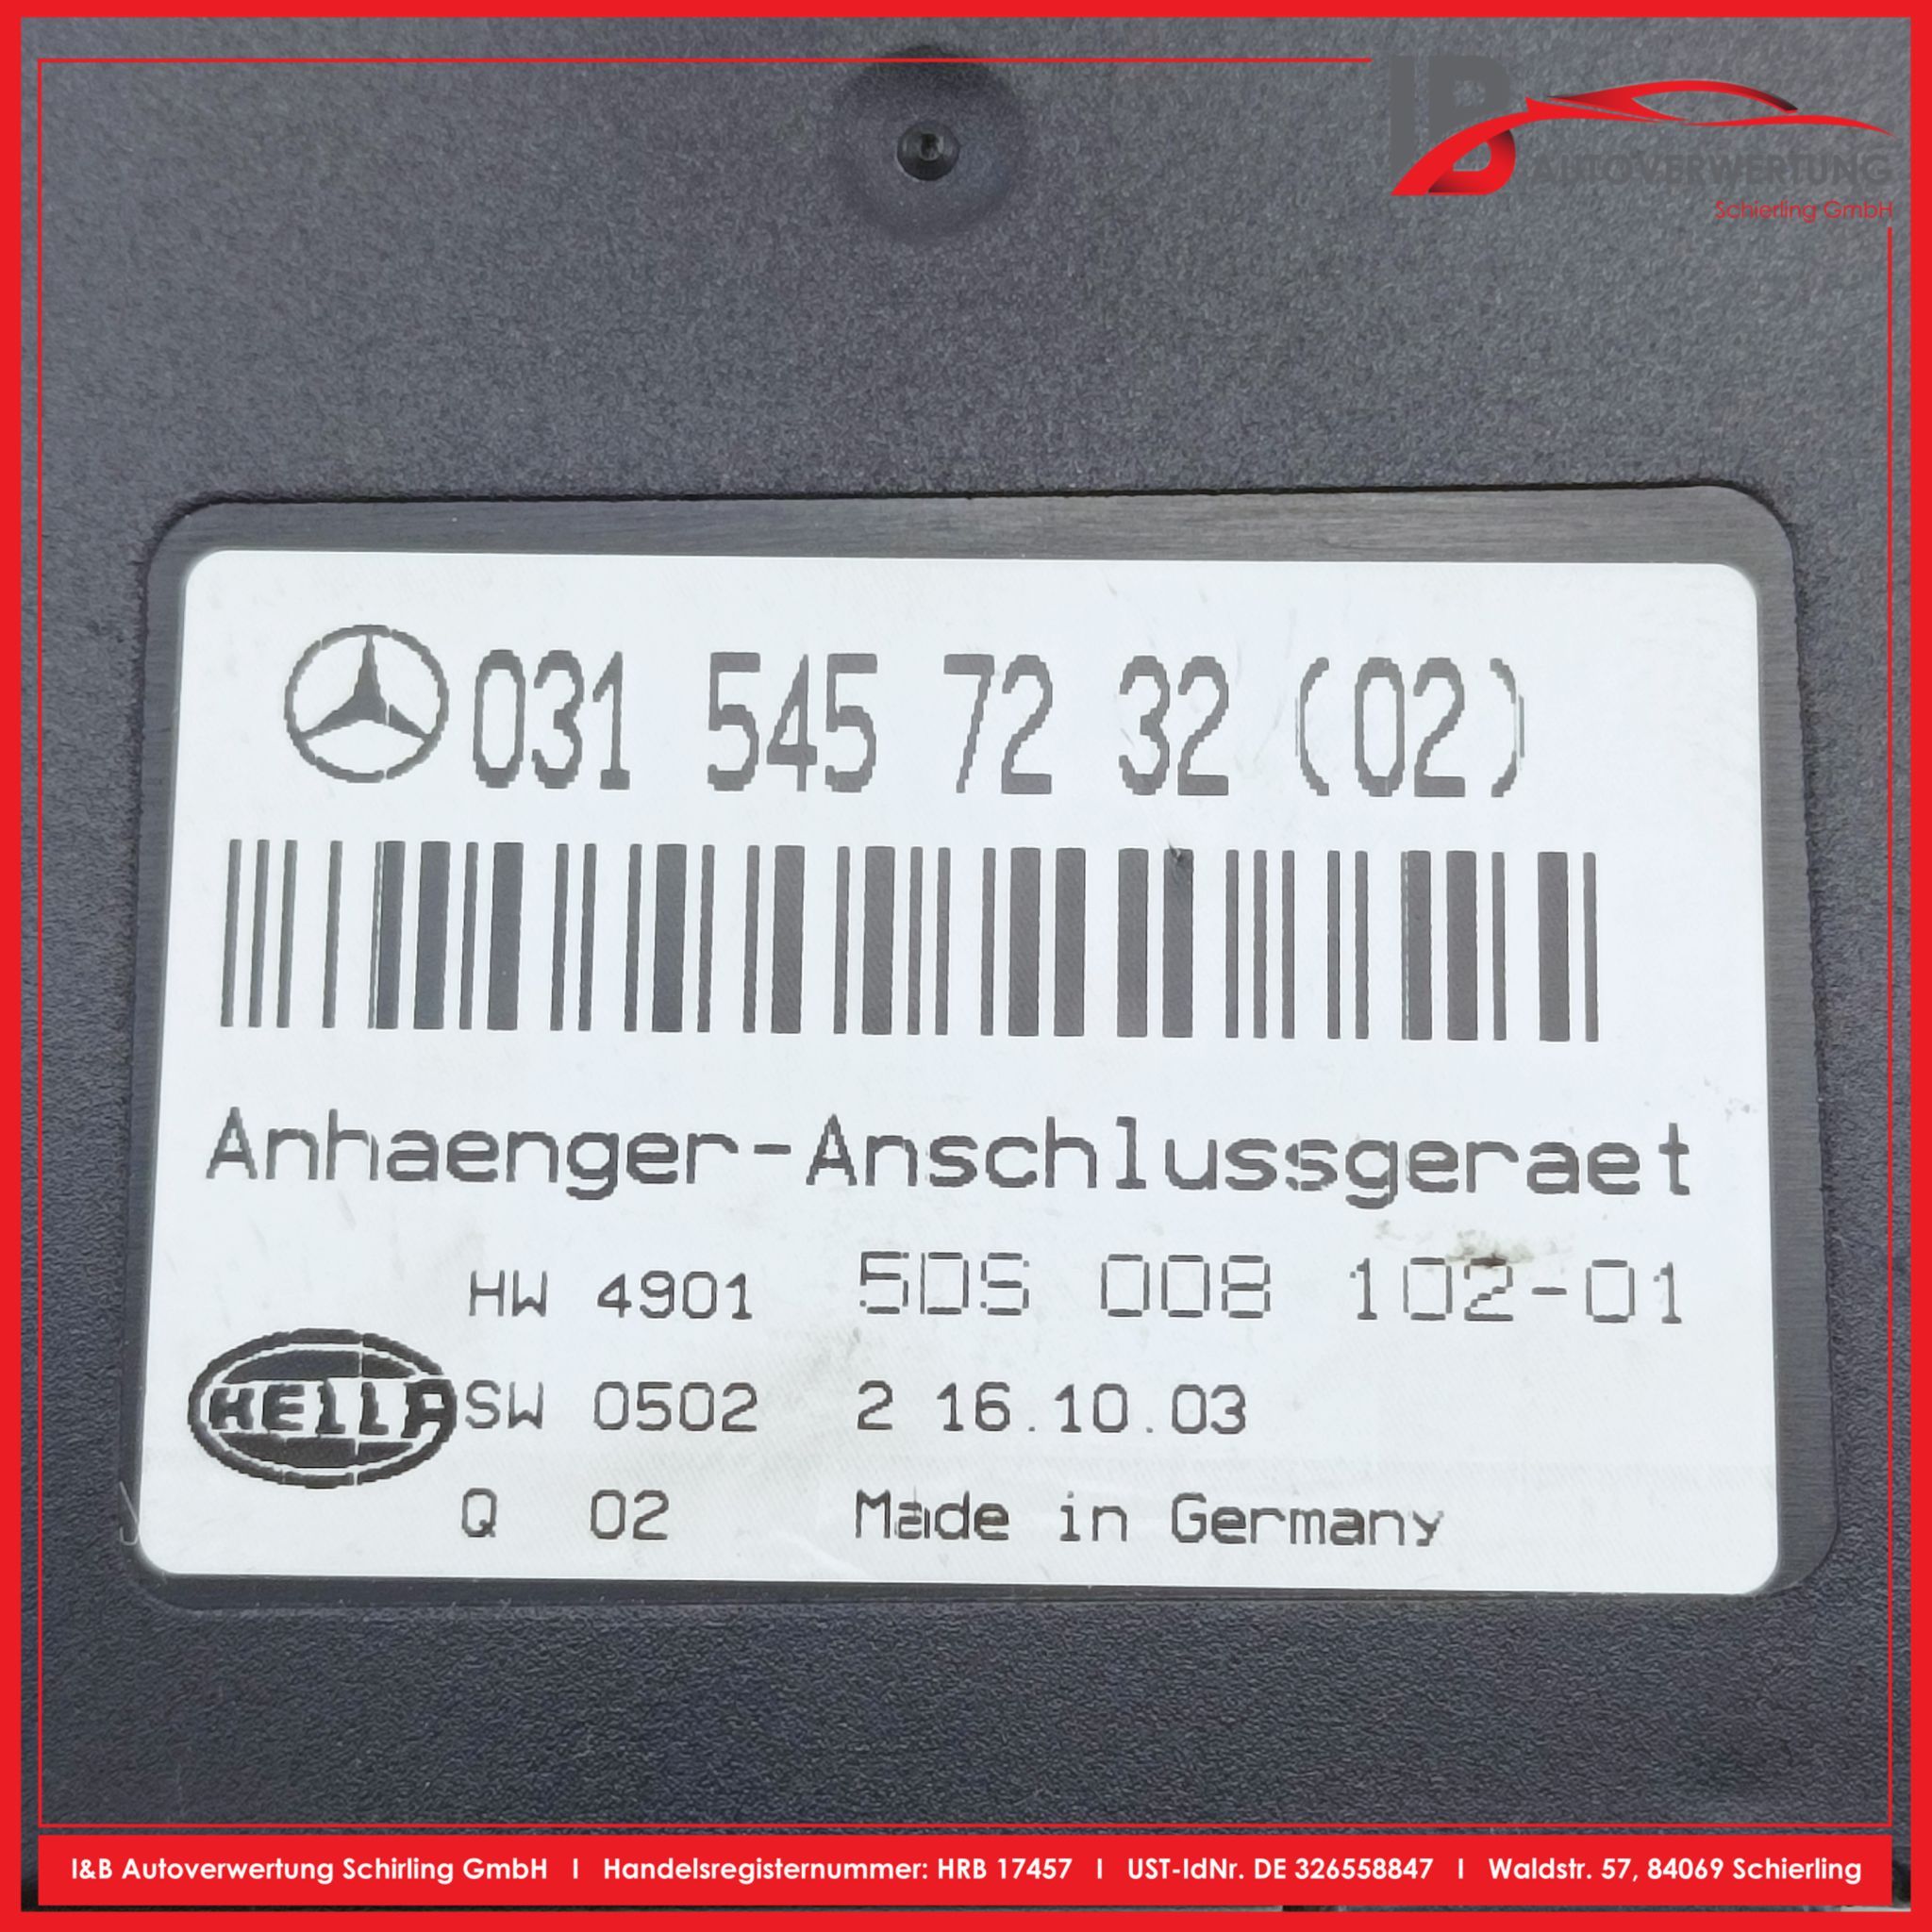 IB
AUTOVERWERTUNG
Schierling GmbH
031 545 72 32 (02)
Anhaenger-Anschlussgeraet
HW 4901 5DS 008 102-01
HELLA
SW 0502 2 16.10.03
Q 02 Made in Germany
I&B Autoverwertung Schirling GmbH I Handelsregisternummer: HRB 17457 I UST-IdNr. DE 326558847 I Waldstr. 57, 84069 Schierling